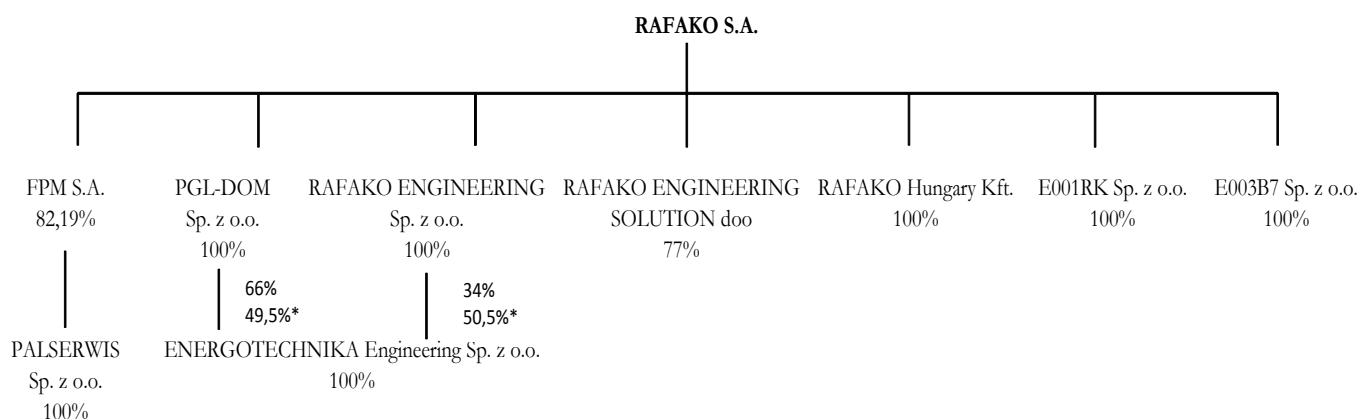 RAFAKO S.A.
FPM S.A.
82,19%
PGL-DOM
Sp. z o.o.
100%
RAFAKO ENGINEERING
Sp. z o.o.
100%
RAFAKO ENGINEERING
SOLUTION doo
77%
RAFAKO Hungary Kft.
100%
E001RK Sp. z o.o.
100%
E003B7 Sp. z o.o.
100%
66%
49,5%*
34%
50,5%*
PALSERWIS
Sp. z o.o.
100%
ENERGOTECHNIKA Engineering Sp. z o.o.
100%